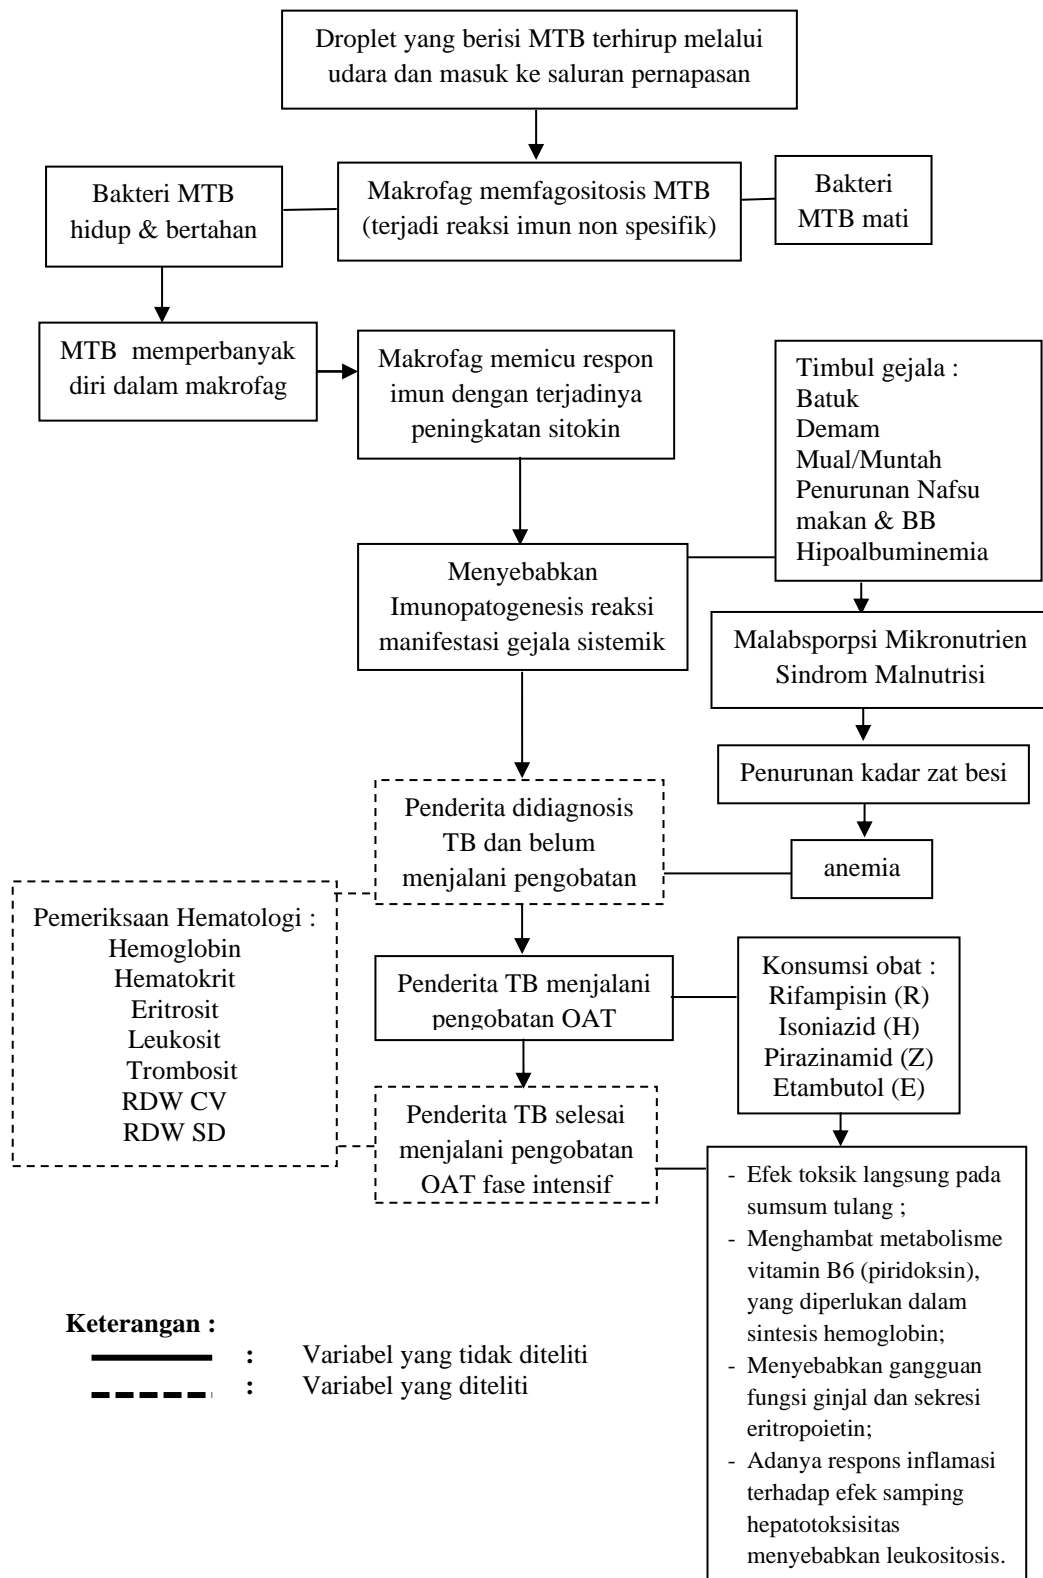 Droplet yang berisi MTB terhirup melalui
udara dan masuk ke saluran pernapasan
Bakteri MTB
hidup & bertahan
Makrofag memfagositosis MTB
(terjadi reaksi imun non spesifik)
Bakteri
MTB mati
MTB memperbanyak
diri dalam makrofag
Makrofag memicu respon
imun dengan terjadinya
peningkatan sitokin
Timbul gejala :
Batuk
Demam
Mual/Muntah
Penurunan Nafsu
makan & BB
Hipoalbuminemia
Menyebabkan
Imunopatogenesis reaksi
manifestasi gejala sistemik
Malabsporpsi Mikronutrien
Sindrom Malnutrisi
Penurunan kadar zat besi
anemia
Penderita didiagnosis
TB dan belum
menjalani pengobatan
Pemeriksaan Hematologi :
Hemoglobin
Hematokrit
Eritrosit
Leukosit
Trombosit
RDW CV
RDW SD
Penderita TB menjalani
pengobatan OAT
Konsumsi obat :
Rifampisin (R)
Isoniazid (H)
Pirazinamid (Z)
Etambutol (E)
Penderita TB selesai
menjalani pengobatan
OAT fase intensif
- Efek toksik langsung pada
sumsum tulang ;
- Menghambat metabolisme
vitamin B6 (piridoksin),
yang diperlukan dalam
sintesis hemoglobin;
- Menyebabkan gangguan
fungsi ginjal dan sekresi
eritropoietin;
- Adanya respons inflamasi
terhadap efek samping
hepatotoksisitas
menyebabkan leukositosis.
Keterangan :
: Variabel yang tidak diteliti
: Variabel yang diteliti